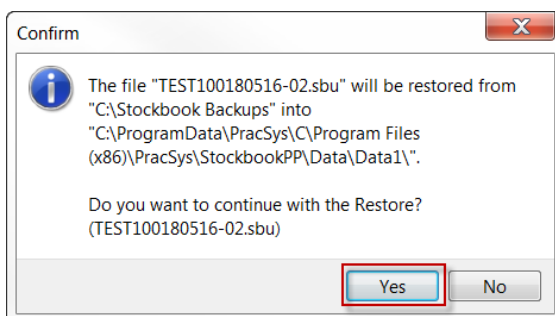 Confirm
The file "TEST100180516-02.sbu" will be restored from
"C:\Stockbook Backups" into
"C:\ProgramData\PracSys\C\Program Files
(x86)\PracSys\StockbookPP\Data\Data1\".
Do you want to continue with the Restore?
(TEST100180516-02.sbu)
Yes No